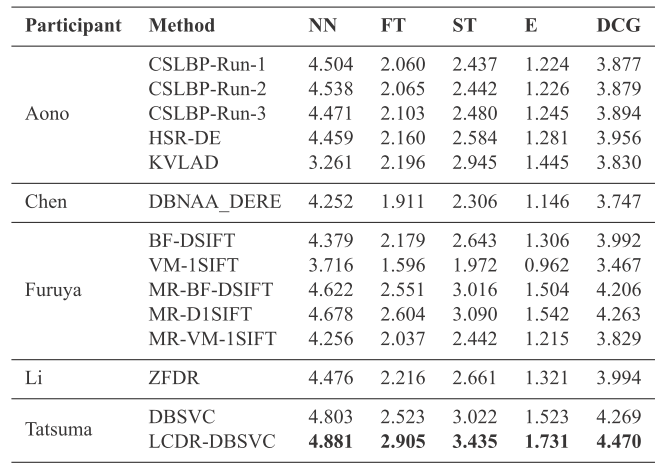 Participant Method NN FT ST E DCG
CSLBP-Run-1 4.504 2.060 2.437 1.224 3.877
CSLBP-Run-2 4.538 2.065 2.442 1.226 3.879
Aono CSLBP-Run-3 4.471 2.103 2.480 1.245 3.894
HSR-DE 4.459 2.160 2.584 1.281 3.956
KVLAD 3.261 2.196 2.945 1.445 3.830
Chen DBNAA_DERE 4.252 1.911 2.306 1.146 3.747
BF-DSIFT 4.379 2.179 2.643 1.306 3.992
VM-1SIFT 3.716 1.596 1.972 0.962 3.467
Furuya MR-BF-DSIFT 4.622 2.551 3.016 1.504 4.206
MR-D1SIFT 4.678 2.604 3.090 1.542 4.263
MR-VM-1SIFT 4.256 2.037 2.442 1.215 3.829
Li ZFDR 4.476 2.216 2.661 1.321 3.994
Tatsuma DBSVC 4.803 2.523 3.022 1.523 4.269
LCDR-DBSVC 4.881 2.905 3.435 1.731 4.470